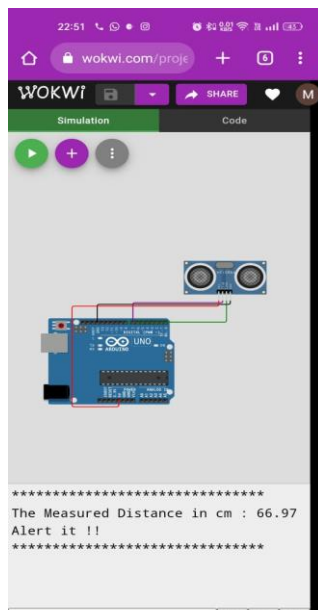 22:51
43
wokwi.com/proje
6
WOKWI
SHARE
M
Simulation
Code
UNO
ARDUINO
*******************************
The Measured Distance in cm : 66.97
Alert it !!
*******************************